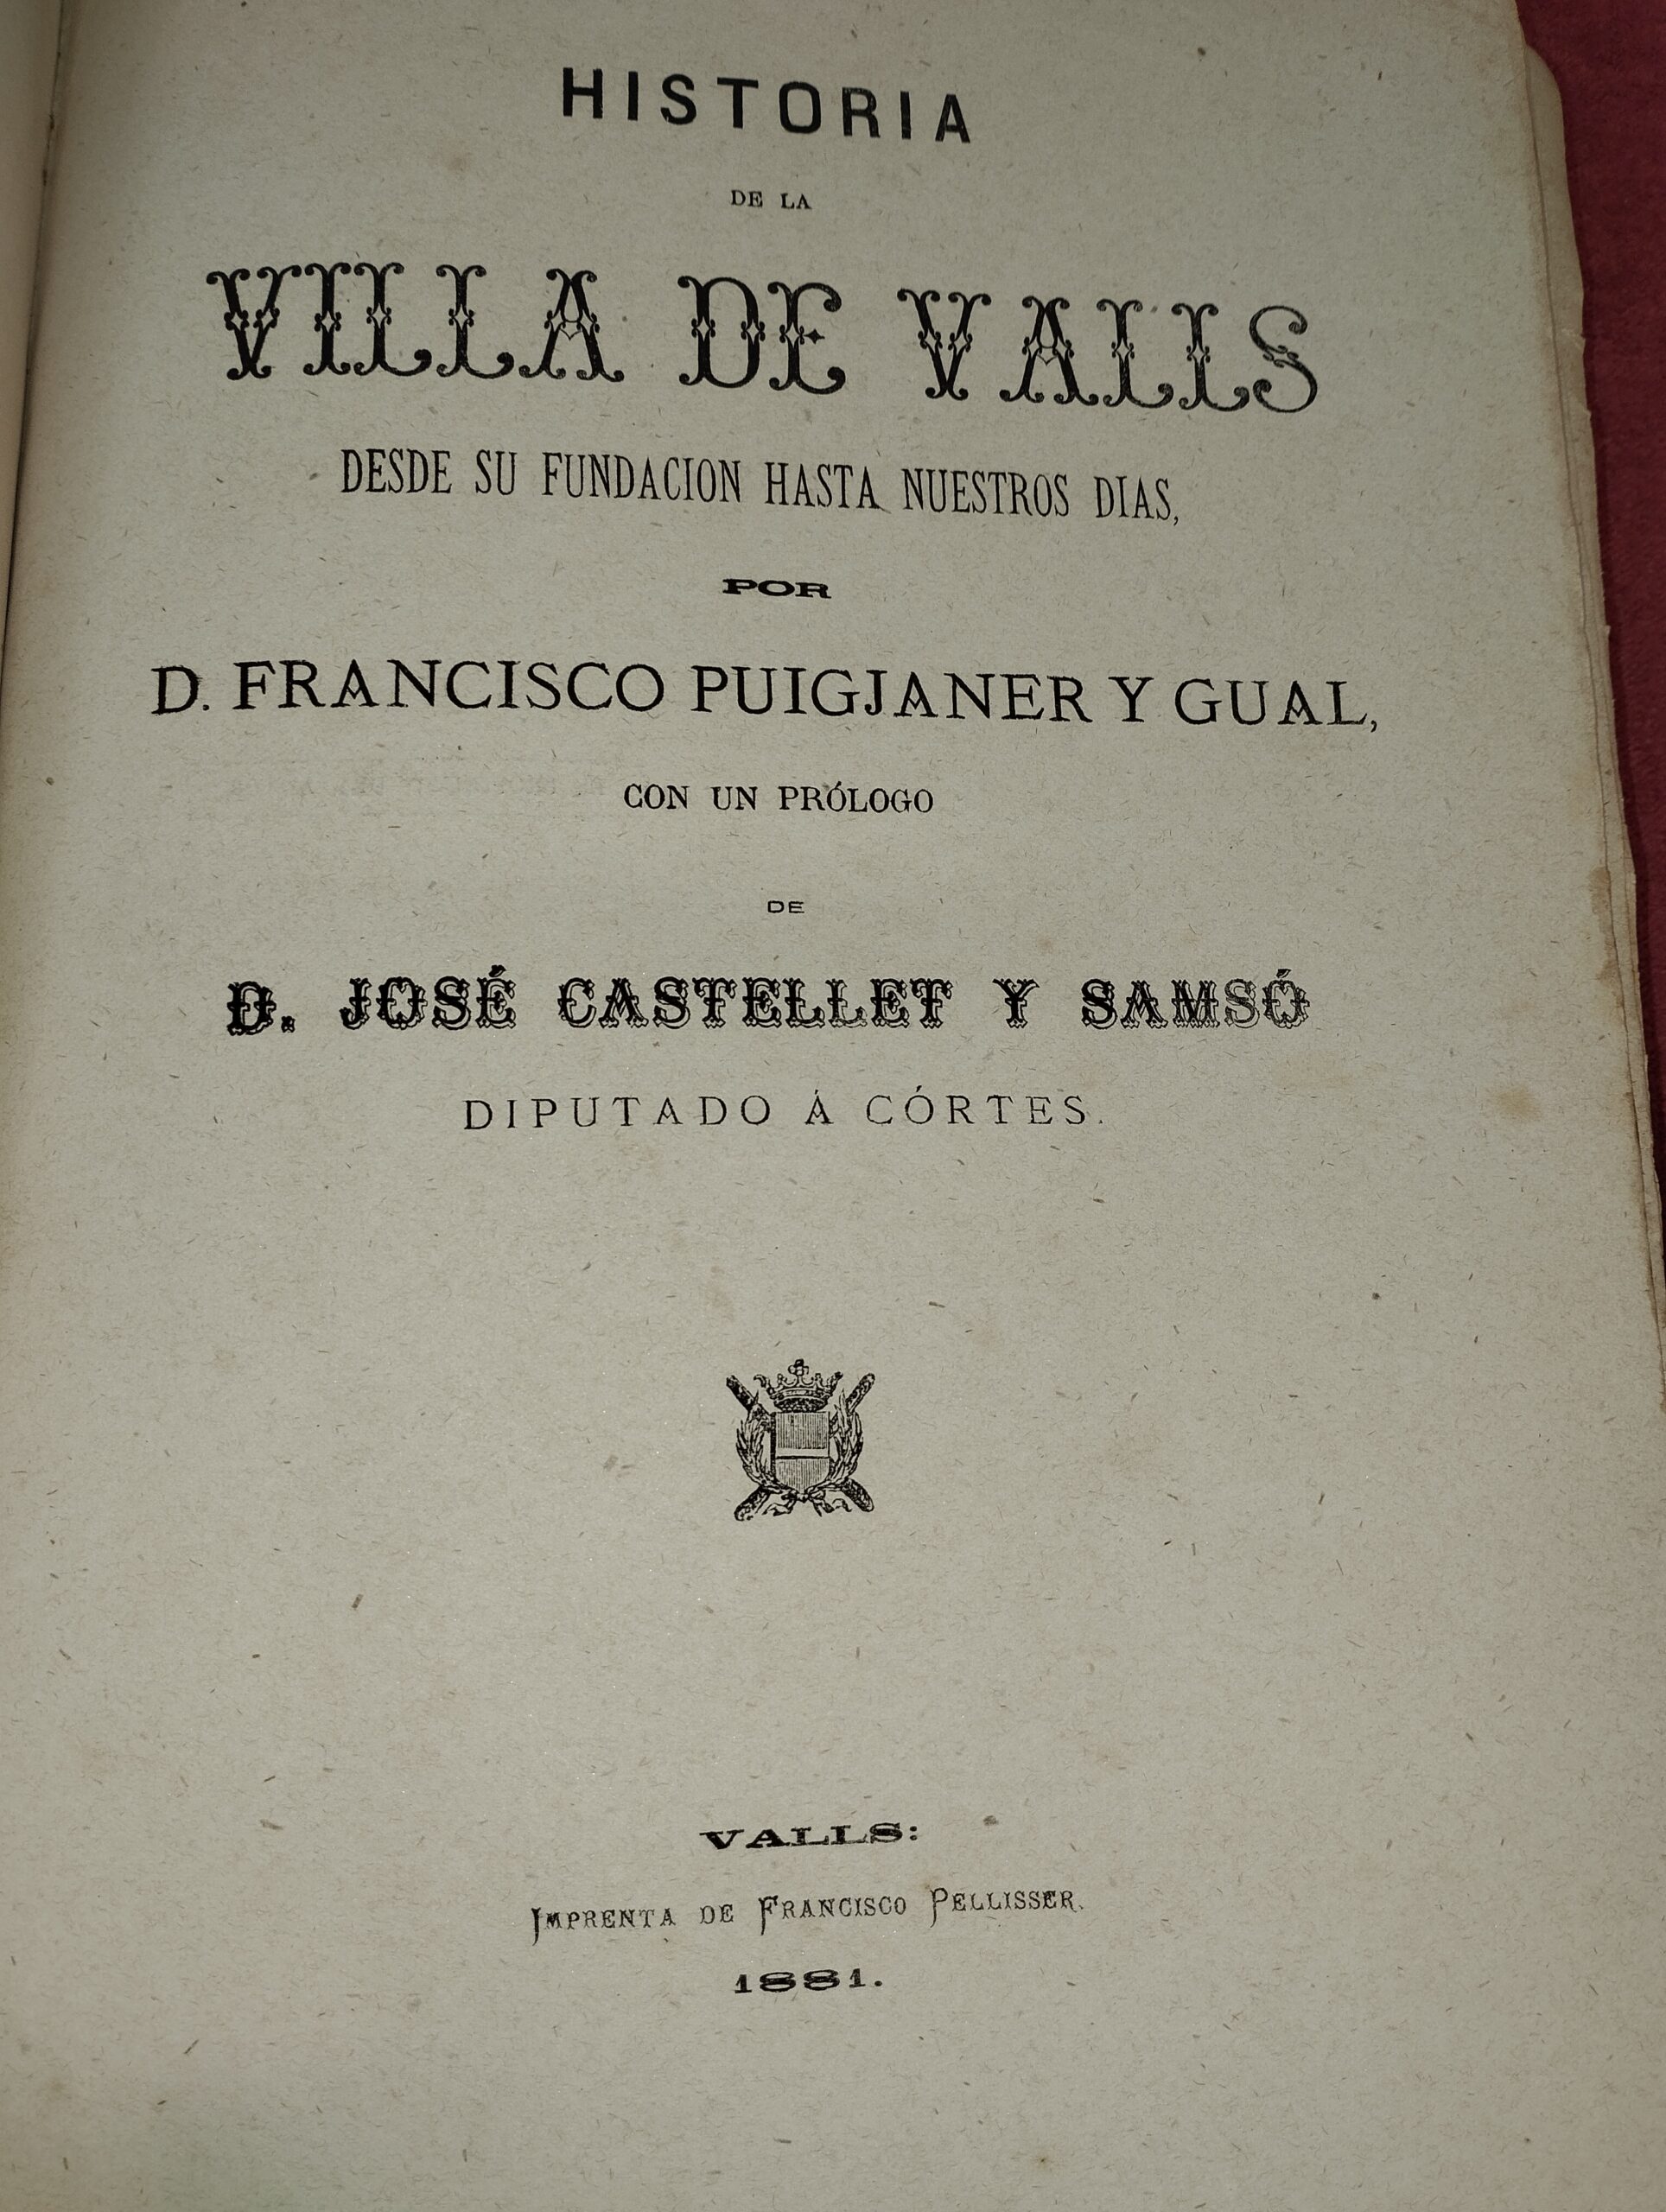 HISTORIA
DE LA
VILLA DE VALLS
DESDE SU FUNDACION HASTA NUESTROS DIAS,
POR
D. FRANCISCO PUIGJANER Y GUAL,
CON UN PRÓLOGO
DE
D. JOSÉ CASTELLET Y SAMSÓ
DIPUTADO Á CÓRTES.
VALLS:
IMPRENTA DE FRANCISCO PELLISSER.
1881.